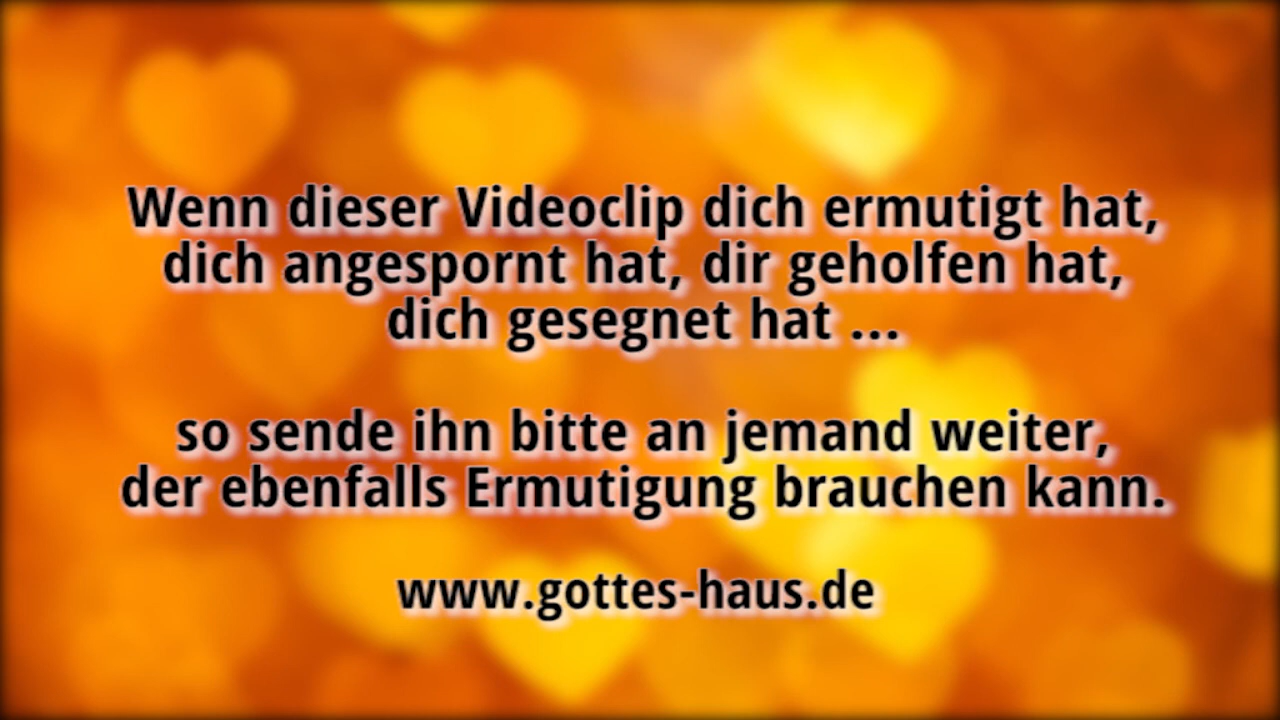 Wenn dieser Videoclip dich ermutigt hat,
dich angespornt hat, dir geholfen hat,
dich gesegnet hat ...
so sende ihn bitte an jemand weiter,
der ebenfalls Ermutigung brauchen kann.
www.gottes-haus.de